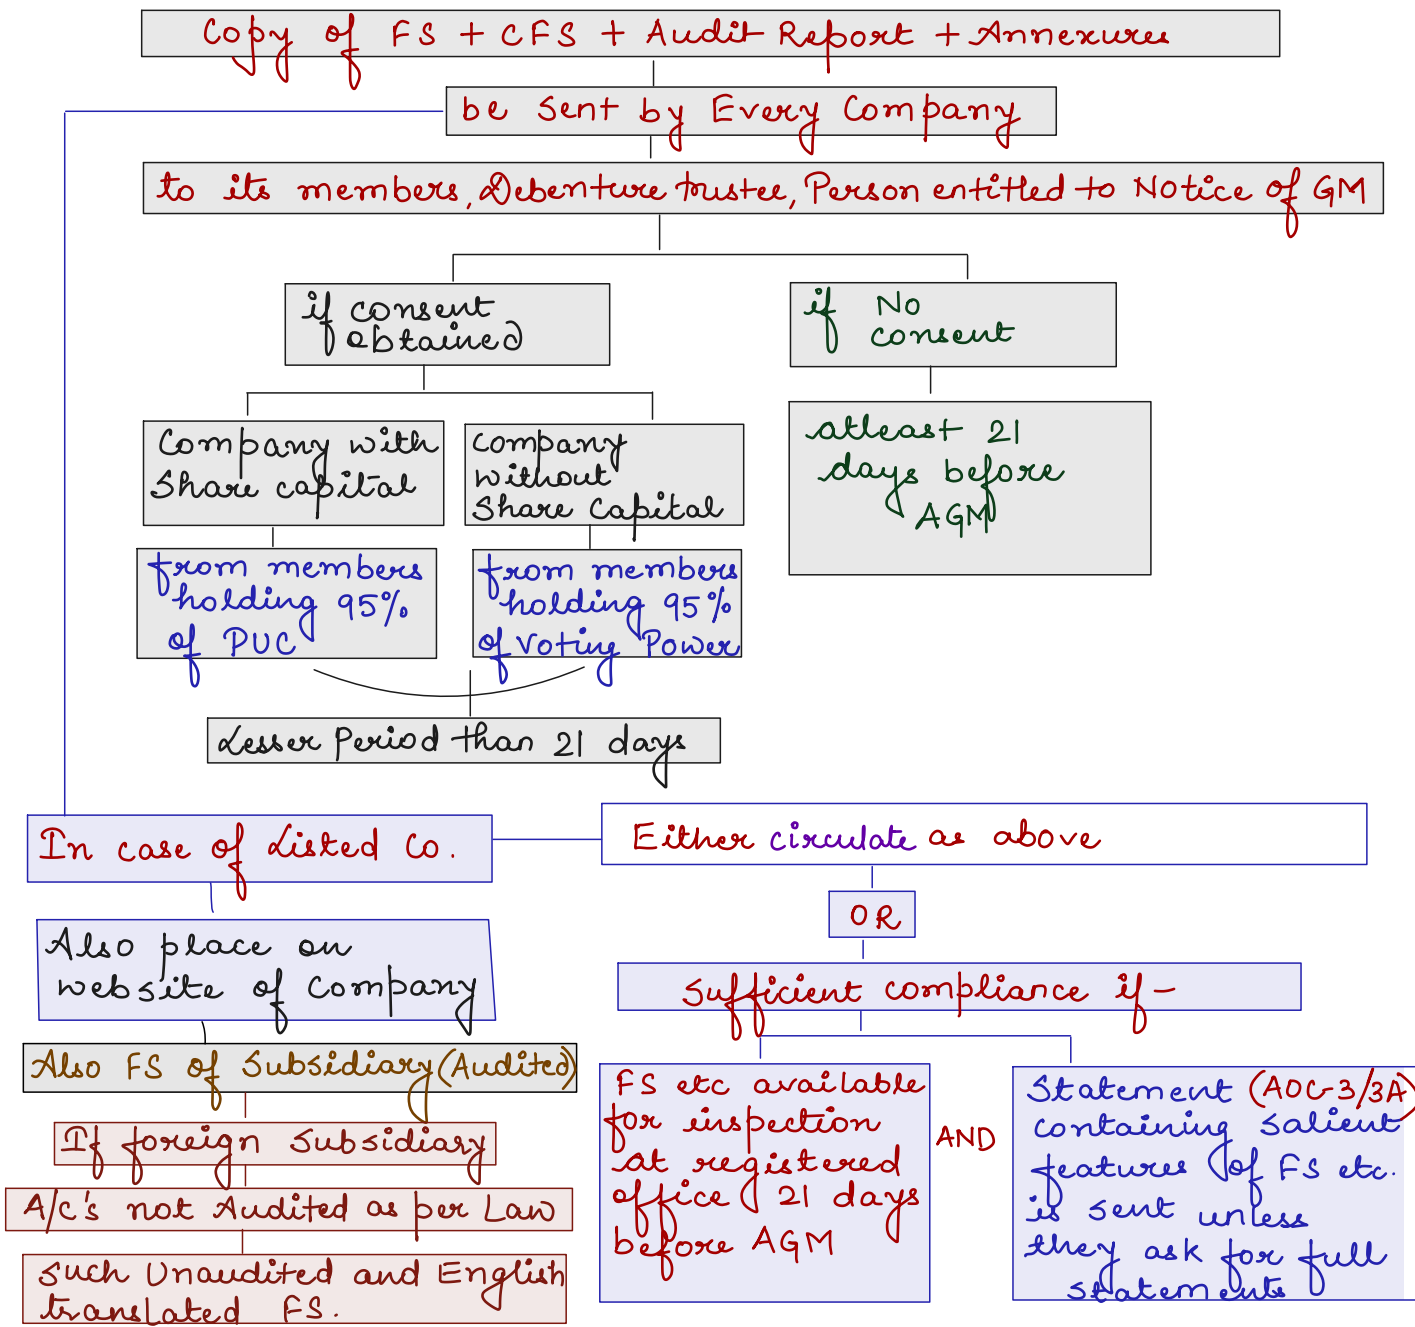 Copy of FS + CFS + Audit Report + Annexures
be sent by Every Company
to its members, Debenture trustee, Person entitled to Notice of GM
if consent
obtained
if No
consent
Company with
Share capital
company
without
Share Capital
atleast 21
days before
AGM
from members
holding 95%
of PUC
from members
holding 95%
of Voting Power
Lesser Period than 21 days
In case of Listed Co.
Either circulate as above
OR
Also place on
website of Company
Sufficient compliance if -
Also FS of Subsidiary (Audited)
If foreign Subsidiary
A/c's not Audited as per Law
Such Unaudited and English
translated FS.
FS etc available
for inspection
at registered
office 21 days
before AGM
AND
Statement (AOC-3/3A)
containing salient
features of FS etc.
is sent unless
they ask for full
statements